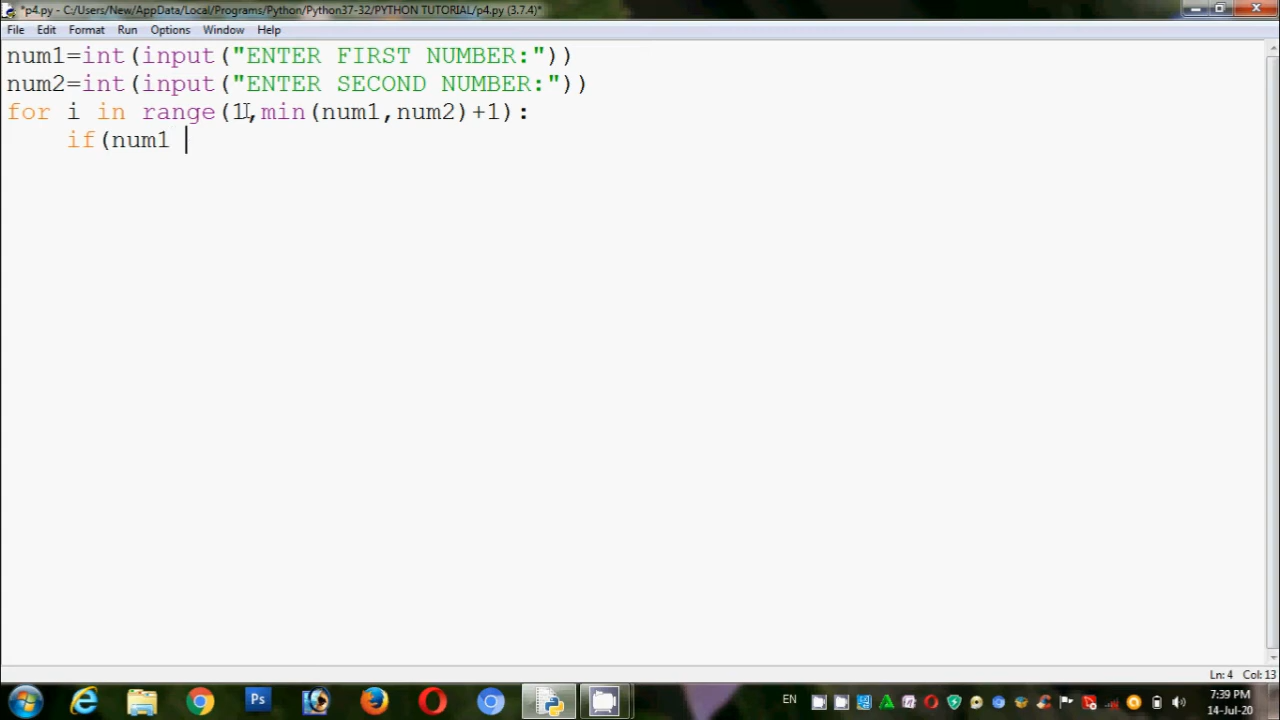 *p4.py - C:/Users/New/AppData/Local/Programs/Python/Python37-32/PYTHON TUTORIAL/p4.py (3.7.4)*
File Edit Format Run Options Window Help
num1=int(input("ENTER FIRST NUMBER:"))
num2=int(input("ENTER SECOND NUMBER:"))
for i in range(1,min(num1,num2)+1):
    if(num1
Ln: 4 Col: 13
Ps EN 7:39 PM
14-Jul-20